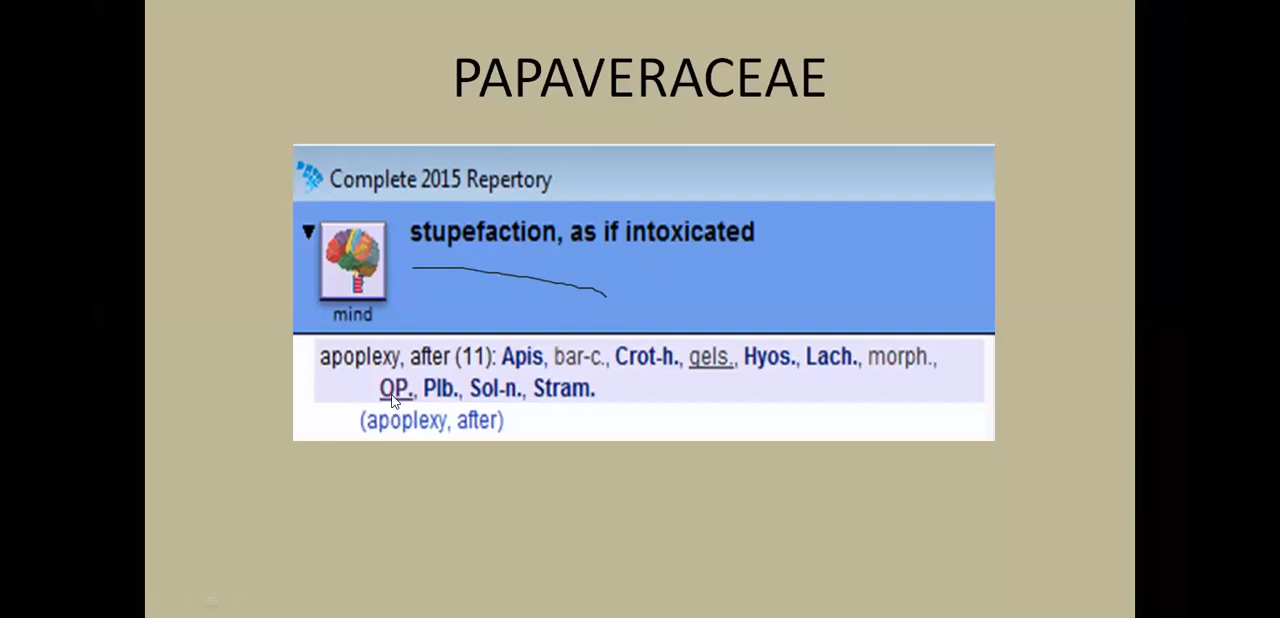 PAPAVERACEAE
Complete 2015 Repertory
stupefaction, as if intoxicated
mind
apoplexy, after (11): Apis, bar-c., Crot-h., gels., Hyos., Lach., morph.,
OP., Plb., Sol-n., Stram.
(apoplexy, after)